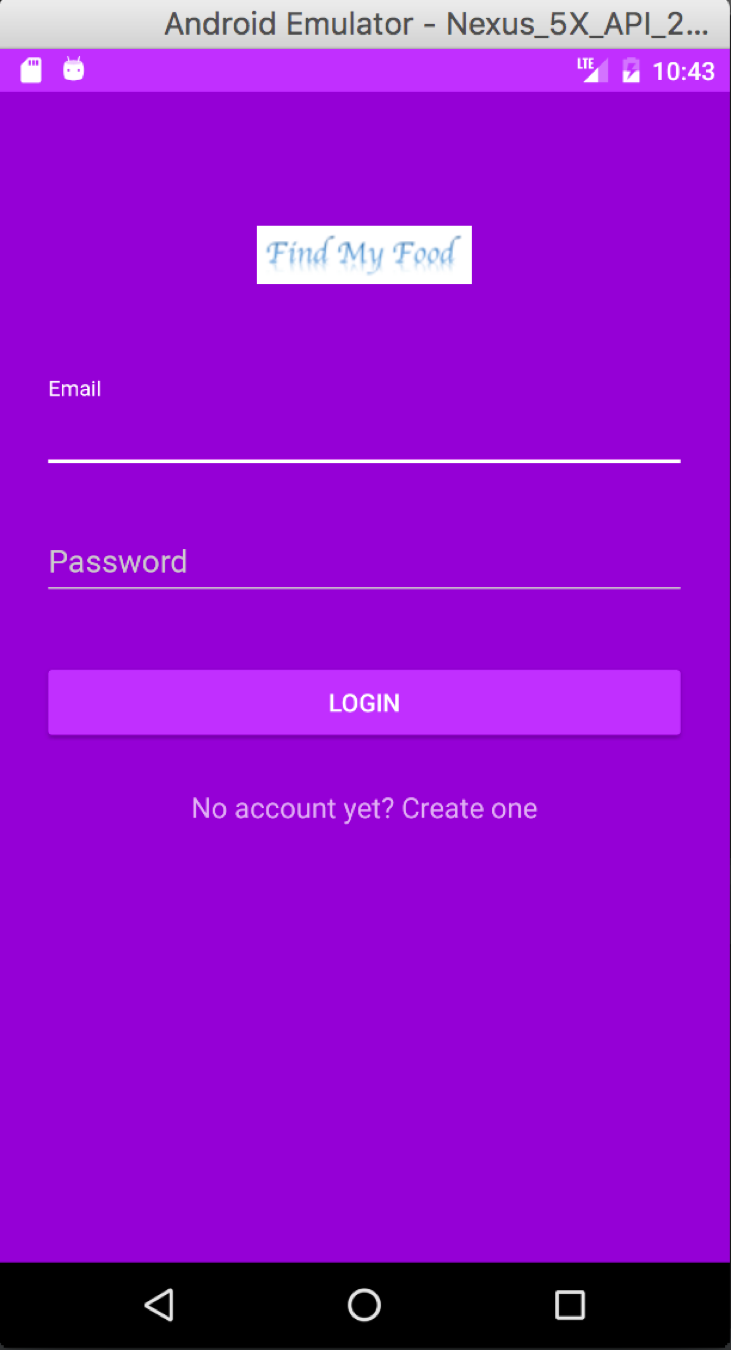 Android Emulator - Nexus_5X_API_2...
LTE 10:43
Find My Food
Email
Password
LOGIN
No account yet? Create one